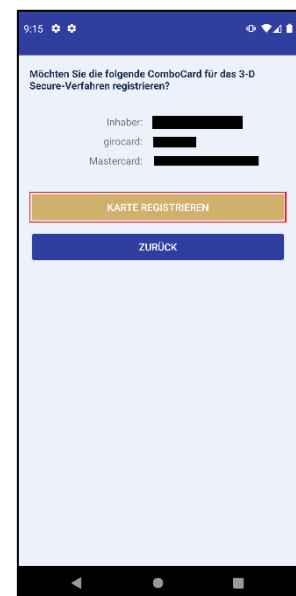 9:15
Möchten Sie die folgende ComboCard für das 3-D
Secure-Verfahren registrieren?
Inhaber:
girocard:
Mastercard:
KARTE REGISTRIEREN
ZURÜCK